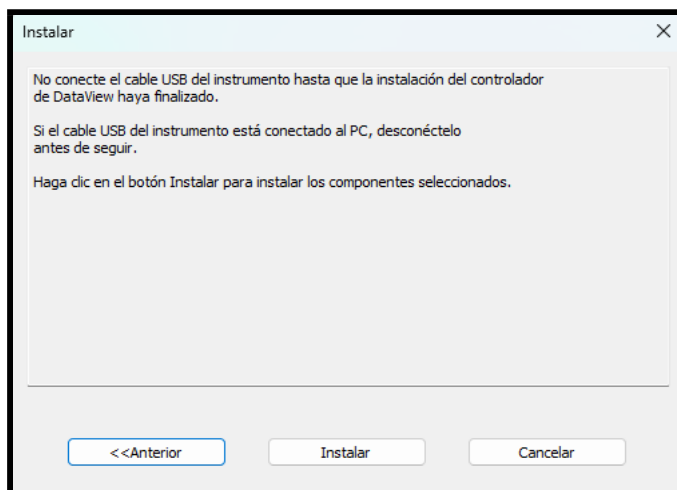 Instalar
No conecte el cable USB del instrumento hasta que la instalación del controlador
de DataView haya finalizado.
Si el cable USB del instrumento está conectado al PC, desconéctelo
antes de seguir.
Haga clic en el botón Instalar para instalar los componentes seleccionados.
<<Anterior
Instalar
Cancelar